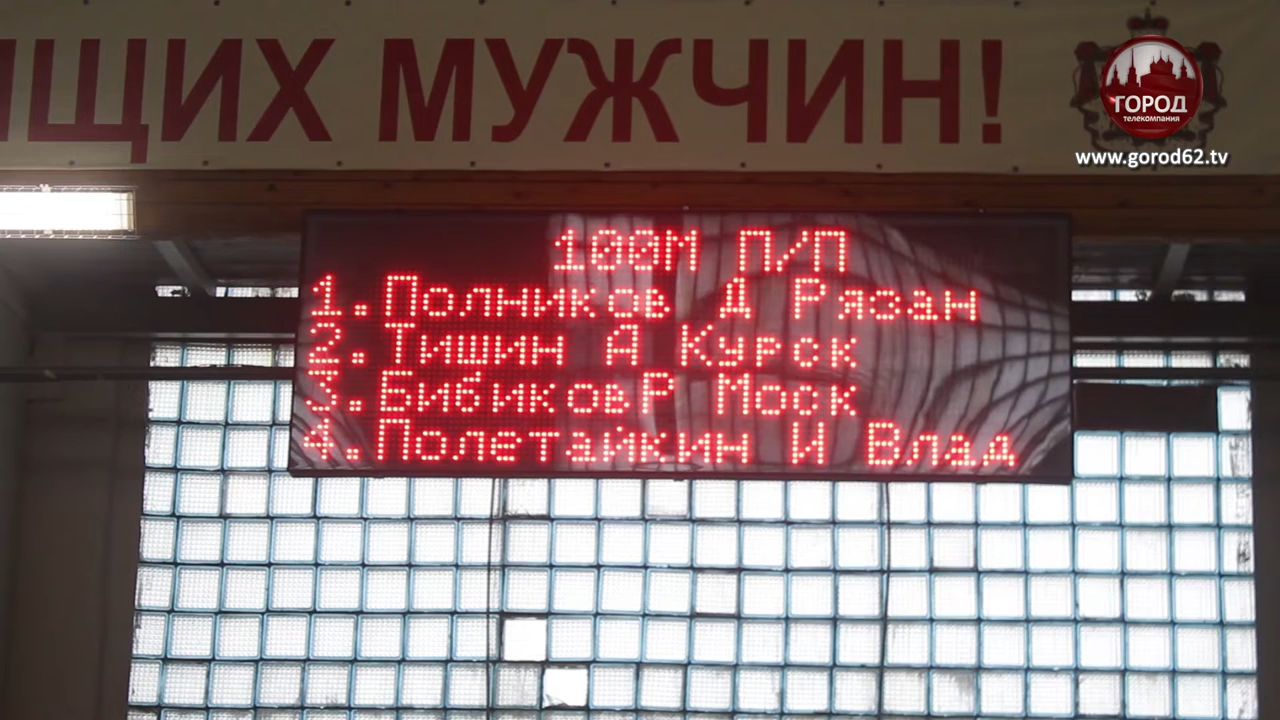 ЩИХ МУЖЧИН!
ГОРОД
телекомпания
www.gorod62.tv
100М П/П
1.Полников Д Рязан
2.Тишин А Курск
3.БибиковР Моск
4.Полетайкин И Влад